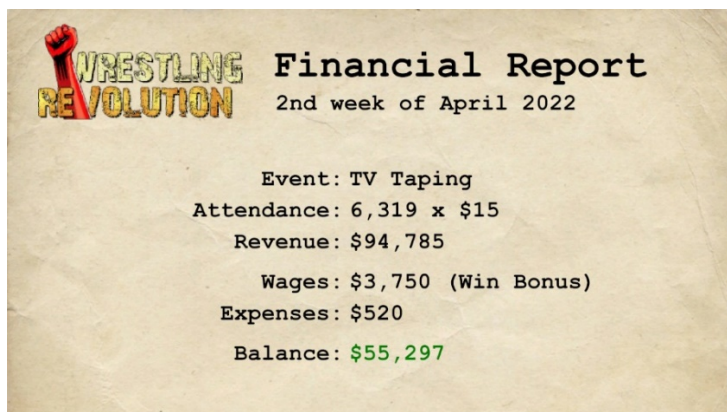 WRESTLING
REVOLUTION
Financial Report
2nd week of April 2022
Event: TV Taping
Attendance: 6,319 x $15
Revenue: $94,785
Wages: $3,750 (Win Bonus)
Expenses: $520
Balance: $55,297